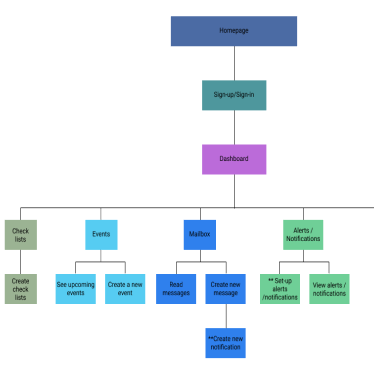 Homepage
Sign-up/Sign-in
Dashboard
Check
lists
Events
Mailbox
Alerts /
Notifications
Create
check
lists
See upcoming
events
Create a new
event
Read
messages
Create new
message
** Set-up
alerts
/notifications
View alerts /
notifications
**Create new
notification